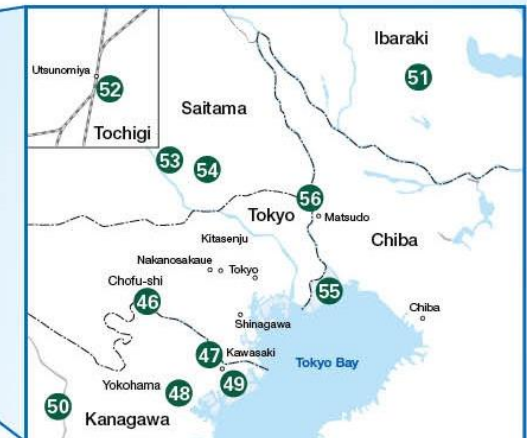 Ibaraki
51
Utsunomiya
52
Tochigi
Saitama
53
54
56
Tokyo
Matsudo
Chiba
Kitasenju
Nakanosakaue
Tokyo
Chofu-shi
46
55
Chiba
Shinagawa
47
Kawasaki
Tokyo Bay
Yokohama
48
49
50
Kanagawa